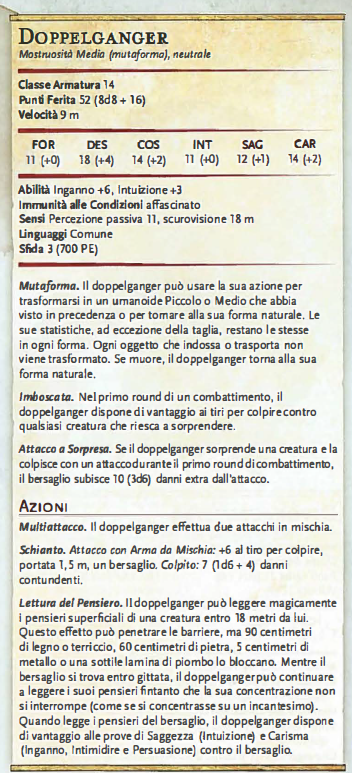 DOPPELGANGER
Mostruosità Media (mutaforma), neutrale
Classe Armatura 14
Punti Ferita 52 (8d8 + 16)
Velocità 9 m
FOR DES COS INT SAG CAR
11 (+0) 18 (+4) 14 (+2) 11 (+0) 12 (+1) 14 (+2)
Abilità Inganno +6, Intuizione +3
Immunità alle Condizioni affascinato
Sensi Percezione passiva 11, scurovisione 18 m
Linguaggi Comune
Sfida 3 (700 PE)
Mutaforma. Il doppelganger può usare la sua azione per
trasformarsi in un umanoide Piccolo o Medio che abbia
visto in precedenza o per tornare alla sua forma naturale. Le
sue statistiche, ad eccezione della taglia, restano le stesse
in ogni forma. Ogni oggetto che indossa o trasporta non
viene trasformato. Se muore, il doppelganger torna alla sua
forma naturale.
Imboscata. Nel primo round di un combattimento, il
doppelganger dispone di vantaggio ai tiri per colpire contro
qualsiasi creatura che riesca a sorprendere.
Attacco a Sorpresa. Se il doppelganger sorprende una creatura e la
colpisce con un attacco durante il primo round di combattimento,
il bersaglio subisce 10 (3d6) danni extra dall'attacco.
AZIONI
Multiattacco. Il doppelganger effettua due attacchi in mischia.
Schianto. Attacco con Arma da Mischia: +6 al tiro per colpire,
portata 1,5 m, un bersaglio. Colpito: 7 (1d6 + 4) danni
contundenti.
Lettura del Pensiero. Il doppelganger può leggere magicamente
i pensieri superficiali di una creatura entro 18 metri da lui.
Questo effetto può penetrare le barriere, ma 90 centimetri
di legno o terriccio, 60 centimetri di pietra, 5 centimetri di
metallo o una sottile lamina di piombo lo bloccano. Mentre il
bersaglio si trova entro gittata, il doppelganger può continuare
a leggere i suoi pensieri fintanto che la sua concentrazione non
si interrompe (come se si concentrasse su un incantesimo).
Quando legge i pensieri del bersaglio, il doppelganger dispone
di vantaggio alle prove di Saggezza (Intuizione) e Carisma
(Inganno, Intimidire e Persuasione) contro il bersaglio.